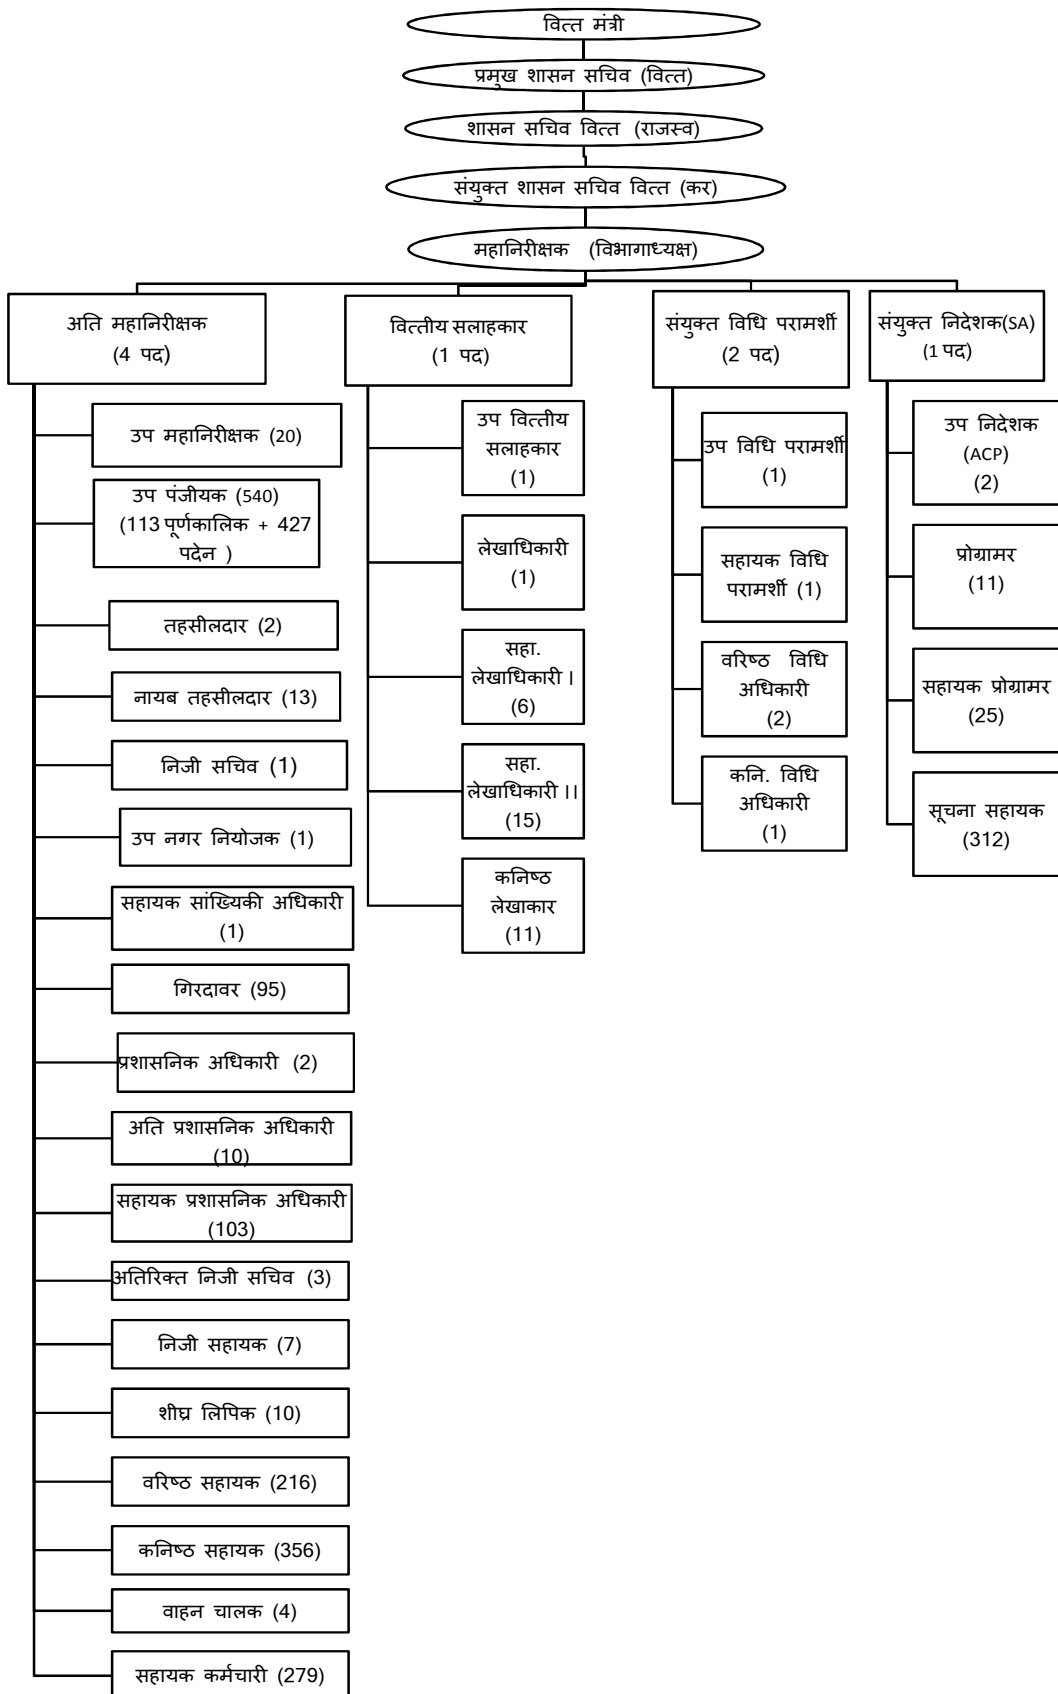 वित्त मंत्री
प्रमुख शासन सचिव (वित्त)
शासन सचिव वित्त (राजस्व)
संयुक्त शासन सचिव वित्त (कर)
महानिरीक्षक (विभागाध्यक्ष)
अति महानिरीक्षक
(4 पद)
उप महानिरीक्षक (20)
उप पंजीयक (540)
(113 पूर्णकालिक + 427
पदेन )
तहसीलदार (2)
नायब तहसीलदार (13)
निजी सचिव (1)
उप नगर नियोजक (1)
सहायक सांख्यिकी अधिकारी
(1)
गिरदावर (95)
प्रशासनिक अधिकारी (2)
अति प्रशासनिक अधिकारी
(10)
सहायक प्रशासनिक अधिकारी
(103)
अतिरिक्त निजी सचिव (3)
निजी सहायक (7)
शीघ्र लिपिक (10)
वरिष्ठ सहायक (216)
कनिष्ठ सहायक (356)
वाहन चालक (4)
सहायक कर्मचारी (279)
वित्तीय सलाहकार
(1 पद)
उप वित्तीय
सलाहकार
(1)
लेखाधिकारी
(1)
सहा.
लेखाधिकारी I
(6)
सहा.
लेखाधिकारी II
(15)
कनिष्ठ
लेखाकार
(11)
संयुक्त विधि परामर्शी
(2 पद)
उप विधि परामर्शी
(1)
सहायक विधि
परामर्शी (1)
वरिष्ठ विधि
अधिकारी
(2)
कनि. विधि
अधिकारी
(1)
संयुक्त निदेशक(SA)
(1 पद)
उप निदेशक
(ACP)
(2)
प्रोग्रामर
(11)
सहायक प्रोग्रामर
(25)
सूचना सहायक
(312)